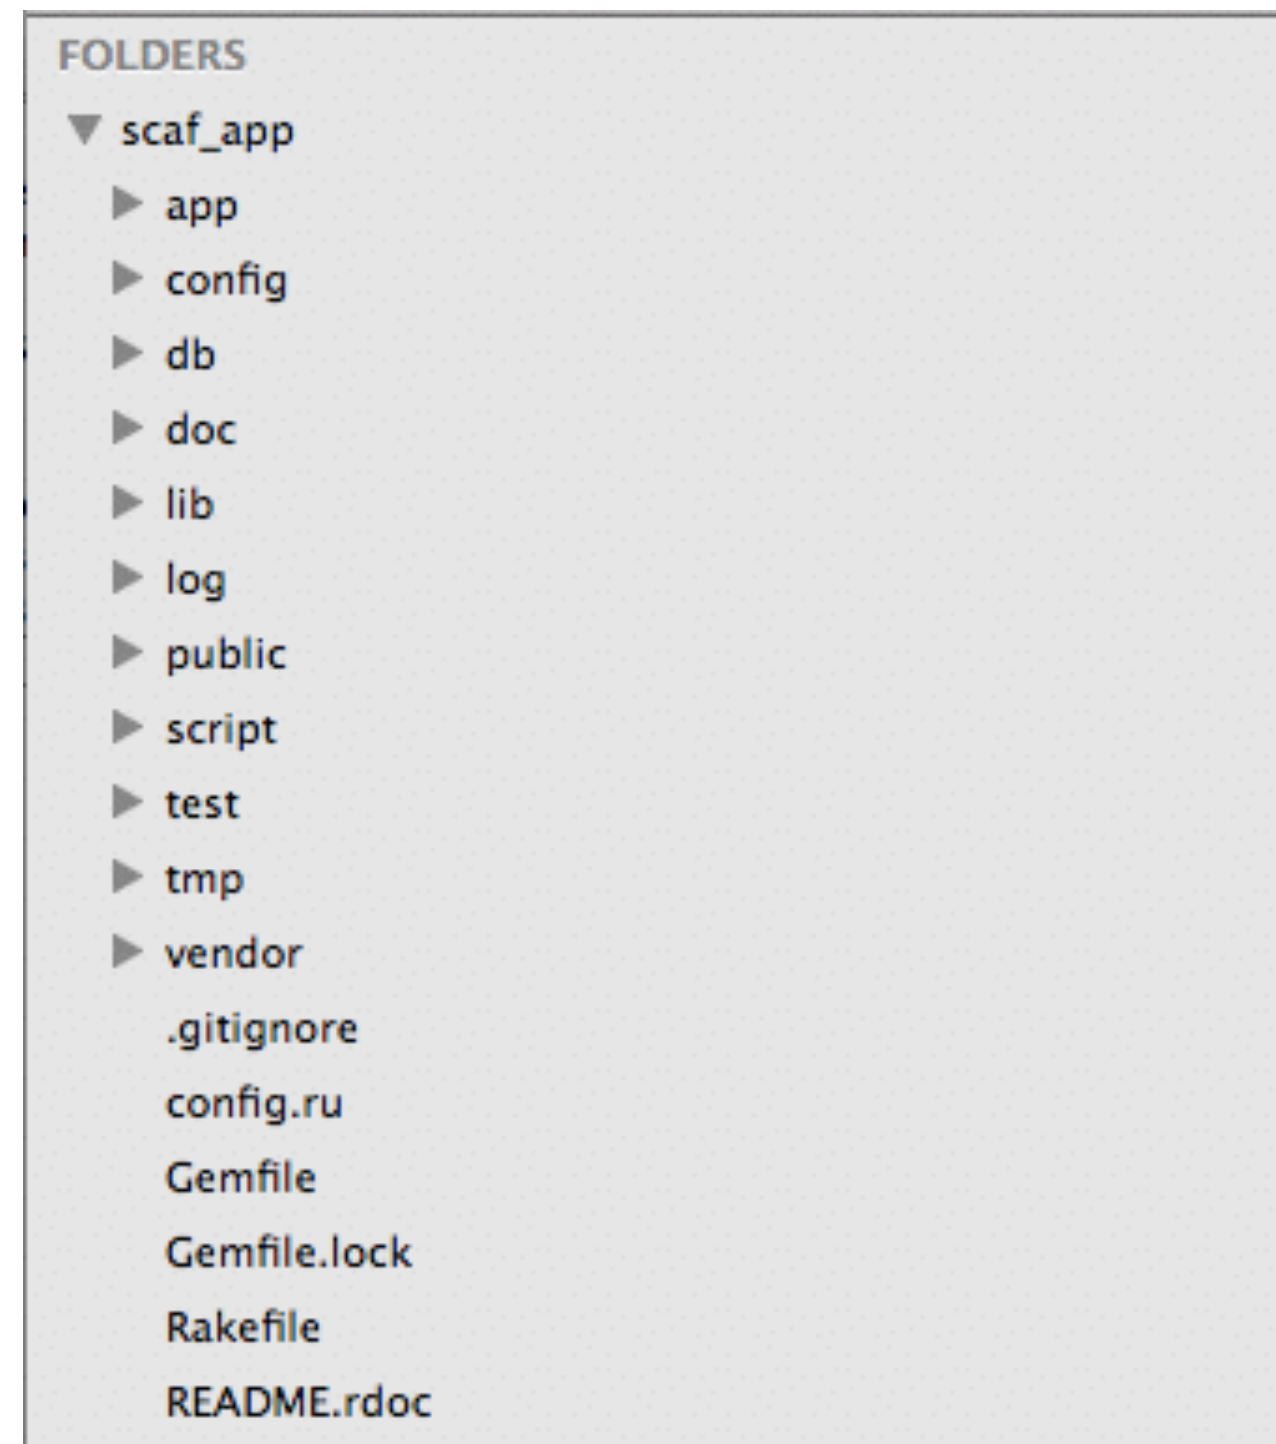 FOLDERS
scaf_app
app
config
db
doc
lib
log
public
script
test
tmp
vendor
.gitignore
config.ru
Gemfile
Gemfile.lock
Rakefile
README.rdoc